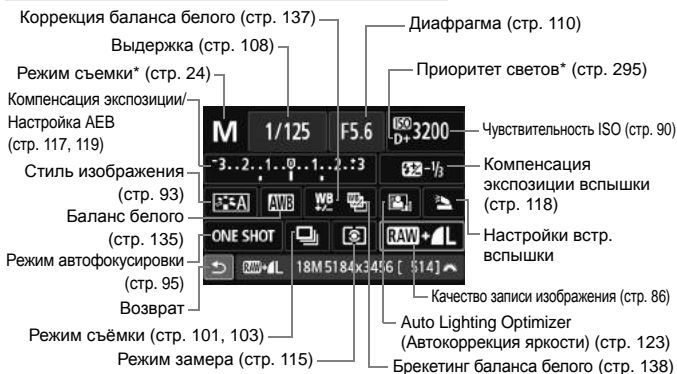 Коррекция баланса белого (стр. 137)
Диафрагма (стр. 110)
Выдержка (стр. 108)
Режим съемки* (стр. 24)
Приоритет светов* (стр. 295)
Компенсация экспозиции/
Настройка AEB
(стр. 117, 119)
Чувствительность ISO (стр. 90)
Стиль изображения
(стр. 93)
Компенсация
экспозиции вспышки
(стр. 118)
Баланс белого
(стр. 135)
Настройки встр.
вспышки
Режим автофокусировки
(стр. 95)
Возврат
Качество записи изображения (стр. 86)
Режим съёмки (стр. 101, 103)
Auto Lighting Optimizer
(Автокоррекция яркости) (стр. 123)
Режим замера (стр. 115)
Брекетинг баланса белого (стр. 138)
M 1/125 F5.6 ISO D+ 3200
-3..2..1..0..1..2.:3 -1/3
A AWB WB +/-
ONE SHOT RAW+L
RAW+L 18M 5184x3456 [ 514]